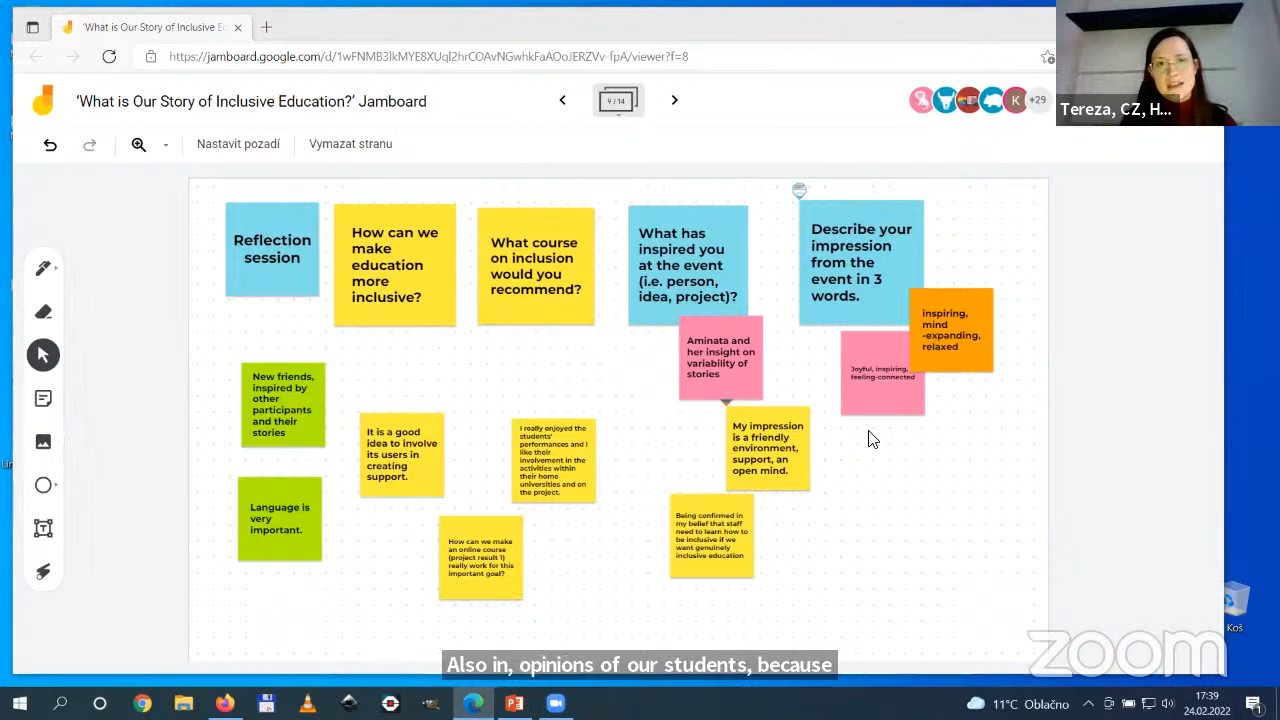 'What is Our Story of Inclusive Ec
https://jamboard.google.com/d/1wFNMB3lkMYE8XUql2hrCOAvNGwhkFaAOoJERZVv-fpA/viewer?f=8
'What is Our Story of Inclusive Education?' Jamboard
9 / 14
K
+29
Tereza, CZ, H...
Nastavit pozadí
Vymazat stranu
Reflection
session
How can we
make
education
more
inclusive?
What course
on inclusion
would you
recommend?
What has
inspired you
at the event
(i.e. person,
idea, project)?
Describe your
impression
from the
event in 3
words.
inspiring,
mind
-expanding,
relaxed
Aminata and
her insight on
variability of
stories
Joyful, inspiring,
feeling-connected
New friends,
inspired by
other
participants
and their
stories
It is a good
idea to involve
its users in
creating
support.
I really enjoyed the
students'
performances and I
like their
involvement in the
activities within
their home
universities and on
the project.
My impression
is a friendly
environment,
support, an
open mind.
Language is
very
important.
How can we make
an online course
(project result 1)
really work for this
important goal?
Being confirmed in
my belief that staff
need to learn how to
be inclusive if we
want genuinely
inclusive education
Koš
zoom
Also in, opinions of our students, because
11°C Oblačno
17:39
24.02.2022
1